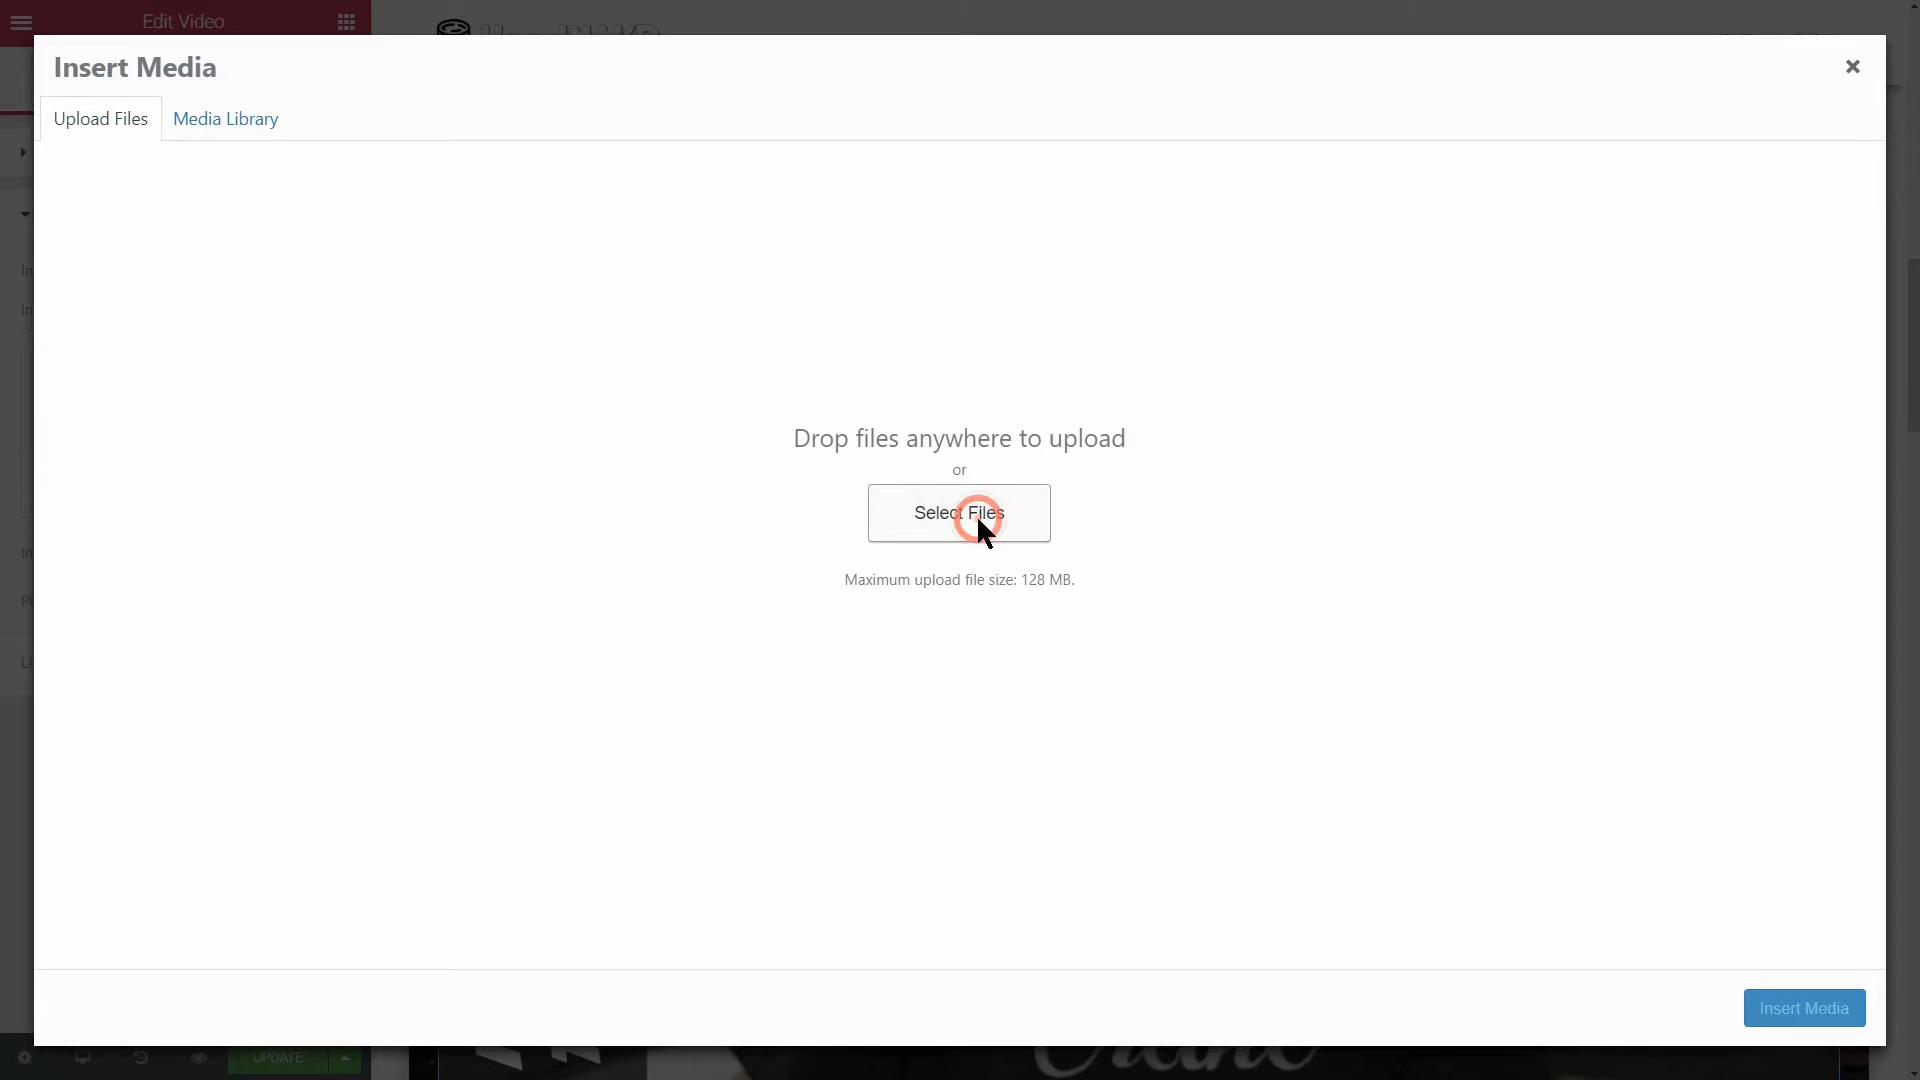 Edit Video
Insert Media
Upload Files
Media Library
Drop files anywhere to upload
or
Select Files
Maximum upload file size: 128 MB.
Insert Media
UPDATE